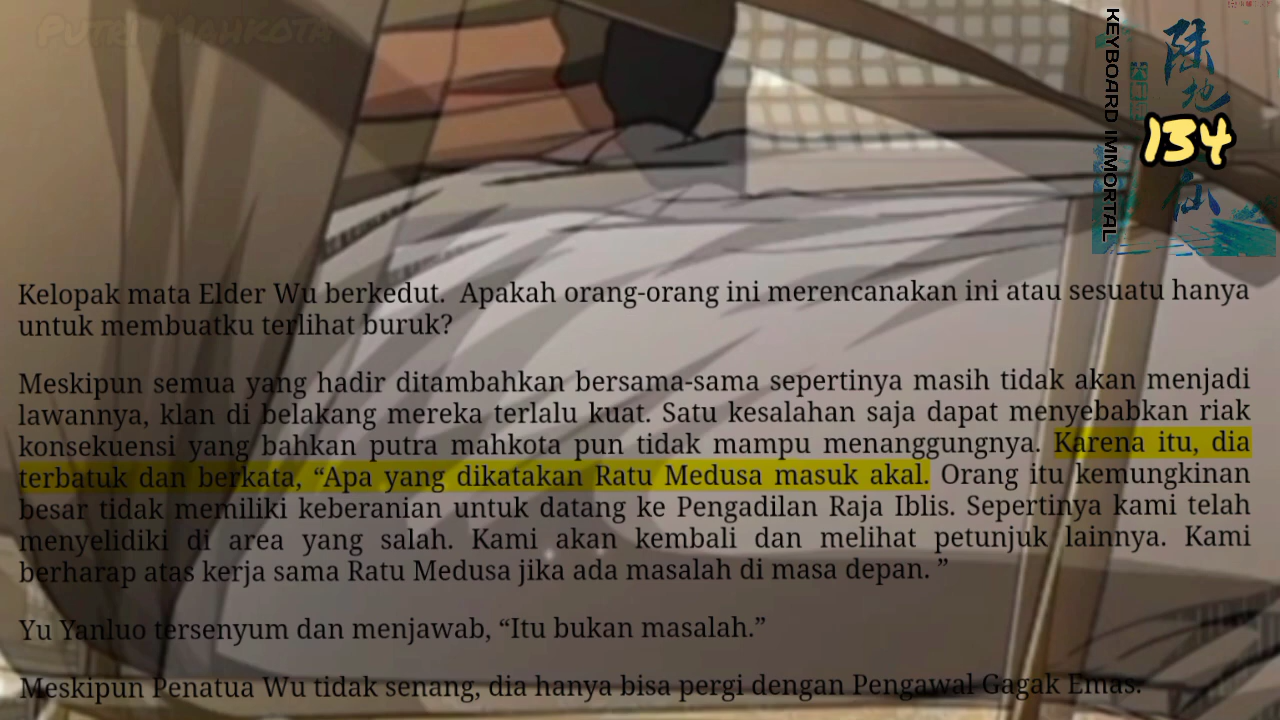 PUTRI MAHKOTA
KEYBOARD IMMORTAL
陸地
134
仙
Kelopak mata Elder Wu berkedut.  Apakah orang-orang ini merencanakan ini atau sesuatu hanya
untuk membuatku terlihat buruk?
Meskipun semua yang hadir ditambahkan bersama-sama sepertinya masih tidak akan menjadi
lawannya, klan di belakang mereka terlalu kuat. Satu kesalahan saja dapat menyebabkan riak
konsekuensi yang bahkan putra mahkota pun tidak mampu menanggungnya. Karena itu, dia
terbatuk dan berkata, “Apa yang dikatakan Ratu Medusa masuk akal. Orang itu kemungkinan
besar tidak memiliki keberanian untuk datang ke Pengadilan Raja Iblis. Sepertinya kami telah
menyelidiki di area yang salah. Kami akan kembali dan melihat petunjuk lainnya. Kami
berharap atas kerja sama Ratu Medusa jika ada masalah di masa depan. ”
Yu Yanluo tersenyum dan menjawab, “Itu bukan masalah.”
Meskipun Penatua Wu tidak senang, dia hanya bisa pergi dengan Pengawal Gagak Emas.